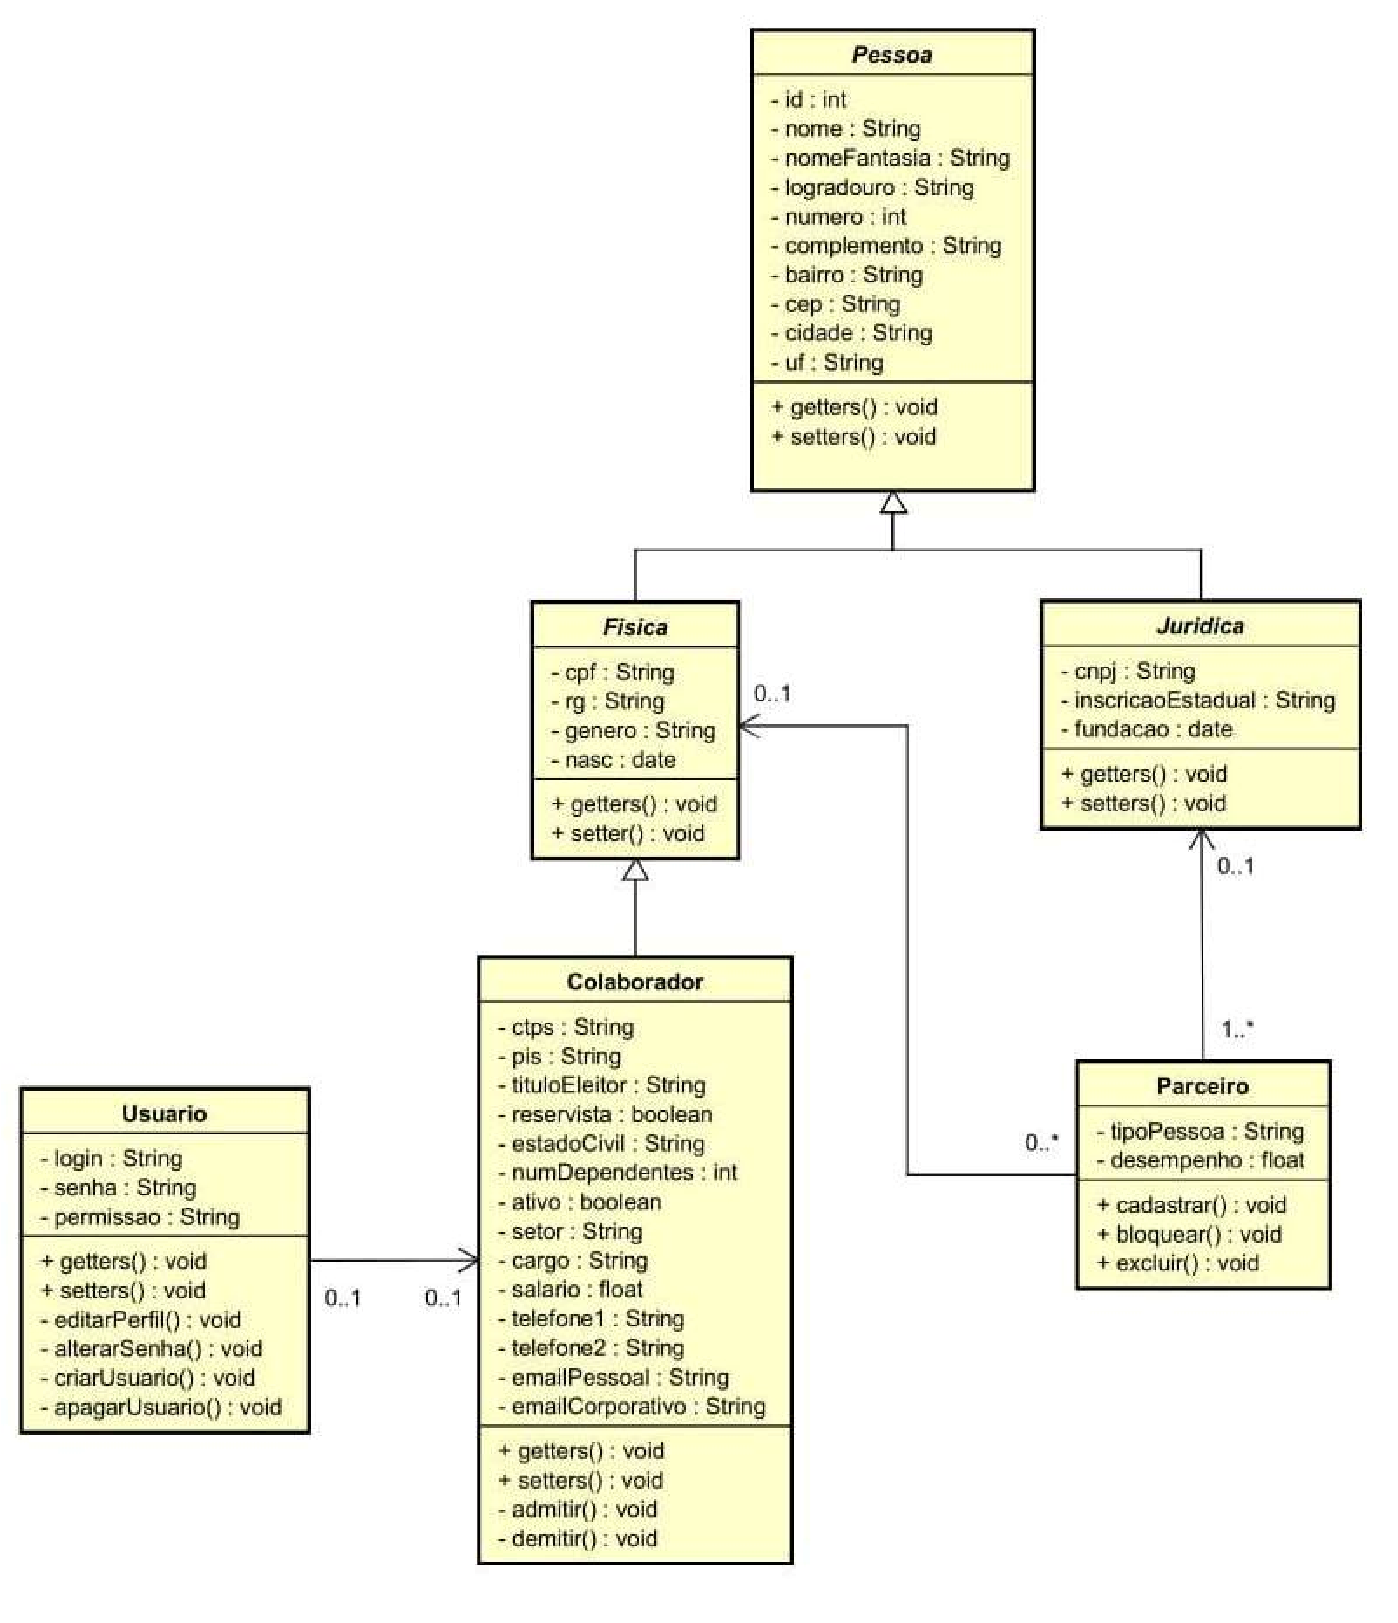 Pessoa
- id : int
- nome : String
- nomeFantasia : String
- logradouro : String
- numero : int
- complemento : String
- bairro : String
- cep : String
- cidade : String
- uf : String
+ getters() : void
+ setters() : void
Fisica
- cpf : String
- rg : String
- genero : String
- nasc : date
+ getters() : void
+ setter() : void
0..1
Juridica
- cnpj : String
- inscricaoEstadual : String
- fundacao : date
+ getters() : void
+ setters() : void
0..1
1..*
Colaborador
- ctps : String
- pis : String
- tituloEleitor : String
- reservista : boolean
- estadoCivil : String
- numDependentes : int
- ativo : boolean
- setor : String
- cargo : String
- salario : float
- telefone1 : String
- telefone2 : String
- emailPessoal : String
- emailCorporativo : String
+ getters() : void
+ setters() : void
- admitir() : void
- demitir() : void
Usuario
- login : String
- senha : String
- permissao : String
+ getters() : void
+ setters() : void
- editarPerfil() : void
- alterarSenha() : void
- criarUsuario() : void
- apagarUsuario() : void
0..1
0..1
0..*
Parceiro
- tipoPessoa : String
- desempenho : float
+ cadastrar() : void
+ bloquear() : void
+ excluir() : void